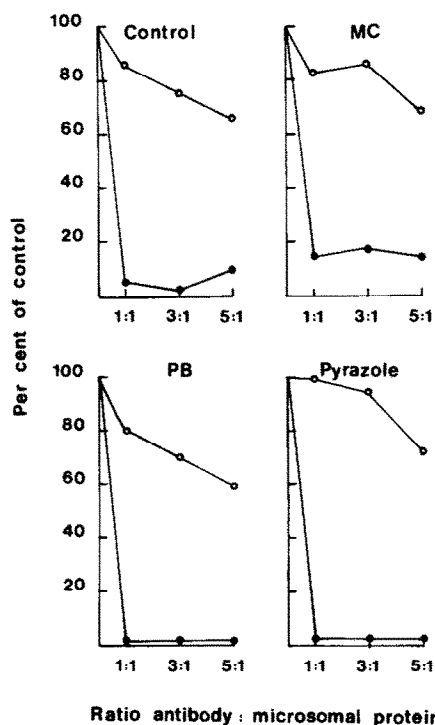 Control
MC
100
80
60
40
20
1:1 3:1 5:1
1:1 3:1 5:1
Per cent of control
PB
Pyrazole
100
80
60
40
20
1:1 3:1 5:1
1:1 3:1 5:1
Ratio antibody : microsomal protein